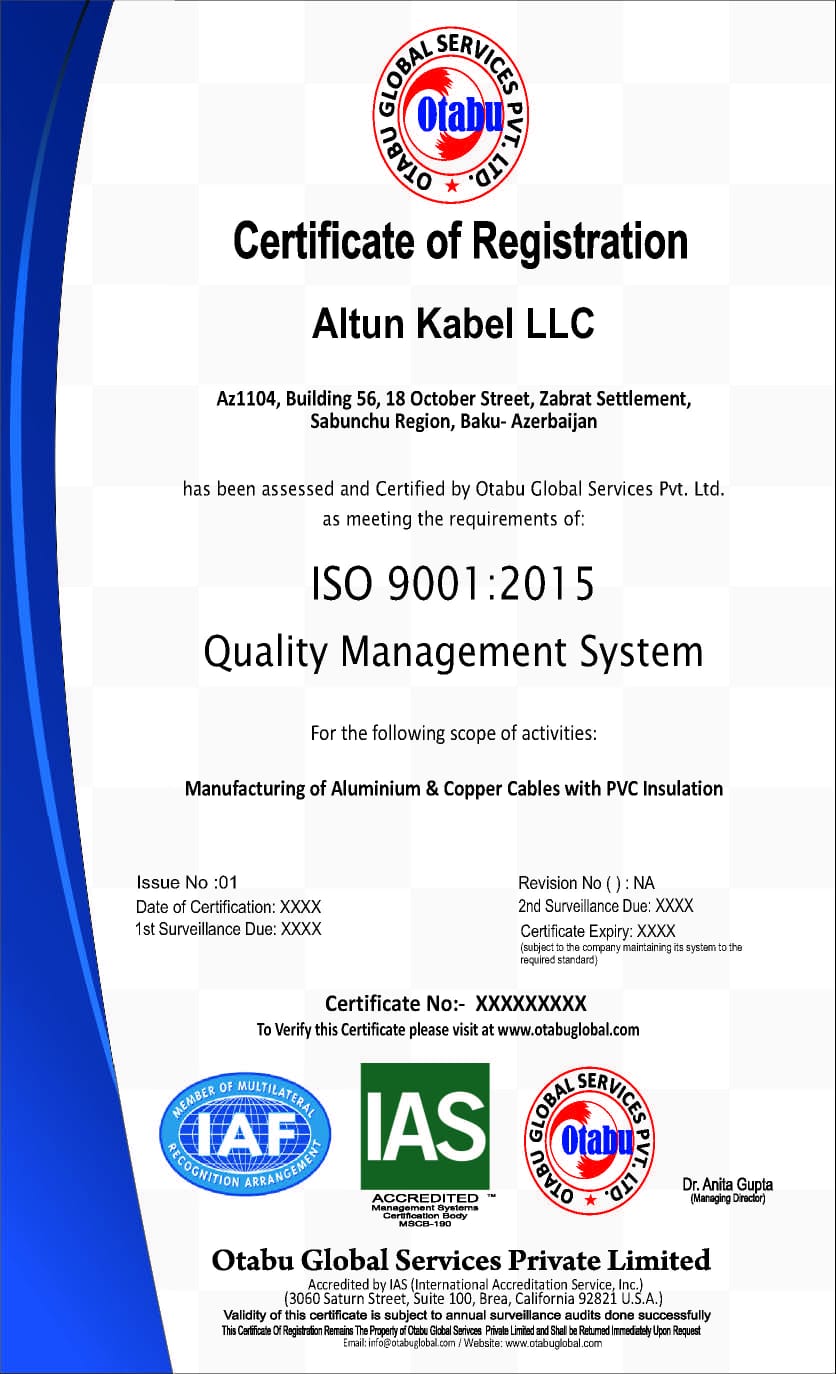 OTABU GLOBAL SERVICES PVT. LTD.
Otabu
Certificate of Registration
Altun Kabel LLC
Az1104, Building 56, 18 October Street, Zabrat Settlement,
Sabunchu Region, Baku- Azerbaijan
has been assessed and Certified by Otabu Global Services Pvt. Ltd.
as meeting the requirements of:
ISO 9001:2015
Quality Management System
For the following scope of activities:
Manufacturing of Aluminium & Copper Cables with PVC Insulation
Issue No :01
Date of Certification: XXXX
1st Surveillance Due: XXXX
Revision No ( ) : NA
2nd Surveillance Due: XXXX
Certificate Expiry: XXXX
(subject to the company maintaining its system to the
required standard)
Certificate No:- XXXXXXXXX
To Verify this Certificate please visit at www.otabuglobal.com
MEMBER OF MULTILATERAL
IAF
RECOGNITION ARRANGEMENT
IAS
ACCREDITED ™
Management Systems
Certification Body
MSCB-190
OTABU GLOBAL SERVICES PVT. LTD.
Otabu
Dr. Anita Gupta
(Managing Director)
Otabu Global Services Private Limited
Accredited by IAS (International Accreditation Service, Inc.)
(3060 Saturn Street, Suite 100, Brea, California 92821 U.S.A.)
Validity of this certificate is subject to annual surveillance audits done successfully
This Certificate Of Registration Remains The Property of Otabu Global Serivces Private Limited and Shall be Returned Immediately Upon Request
Email: info@otabuglobal.com / Website: www.otabuglobal.com